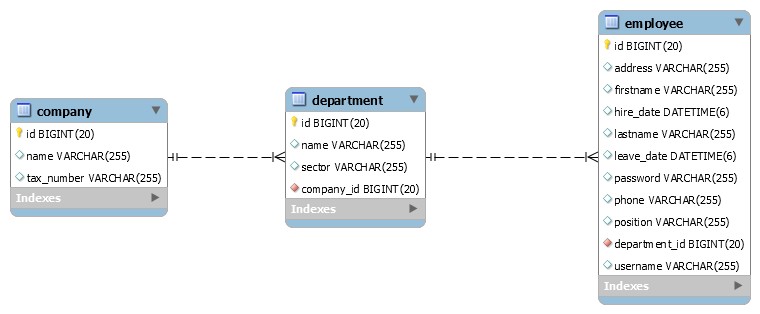 company
id BIGINT(20)
name VARCHAR(255)
tax_number VARCHAR(255)
Indexes
department
id BIGINT(20)
name VARCHAR(255)
sector VARCHAR(255)
company_id BIGINT(20)
Indexes
employee
id BIGINT(20)
address VARCHAR(255)
firstname VARCHAR(255)
hire_date DATETIME(6)
lastname VARCHAR(255)
leave_date DATETIME(6)
password VARCHAR(255)
phone VARCHAR(255)
position VARCHAR(255)
department_id BIGINT(20)
username VARCHAR(255)
Indexes